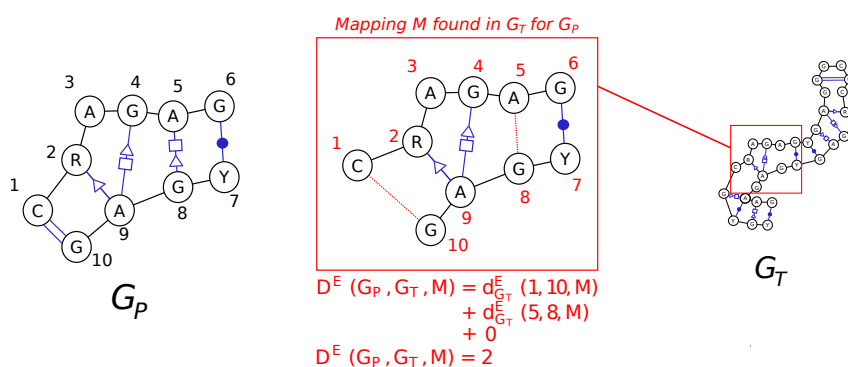 Mapping M found in G_T for G_P
3 4 5 6
A G A G
2
R
1
C
A G Y
9 8 7
G
10
G_P
3 4 5 6
A G A G
2
R
1
C
G Y
8 7
A
9
G
10
D^E (G_P, G_T, M) = d^E_{G_T} (1, 10, M)
+ d^E_{G_T} (5, 8, M)
+ 0
D^E (G_P, G_T, M) = 2
G_T